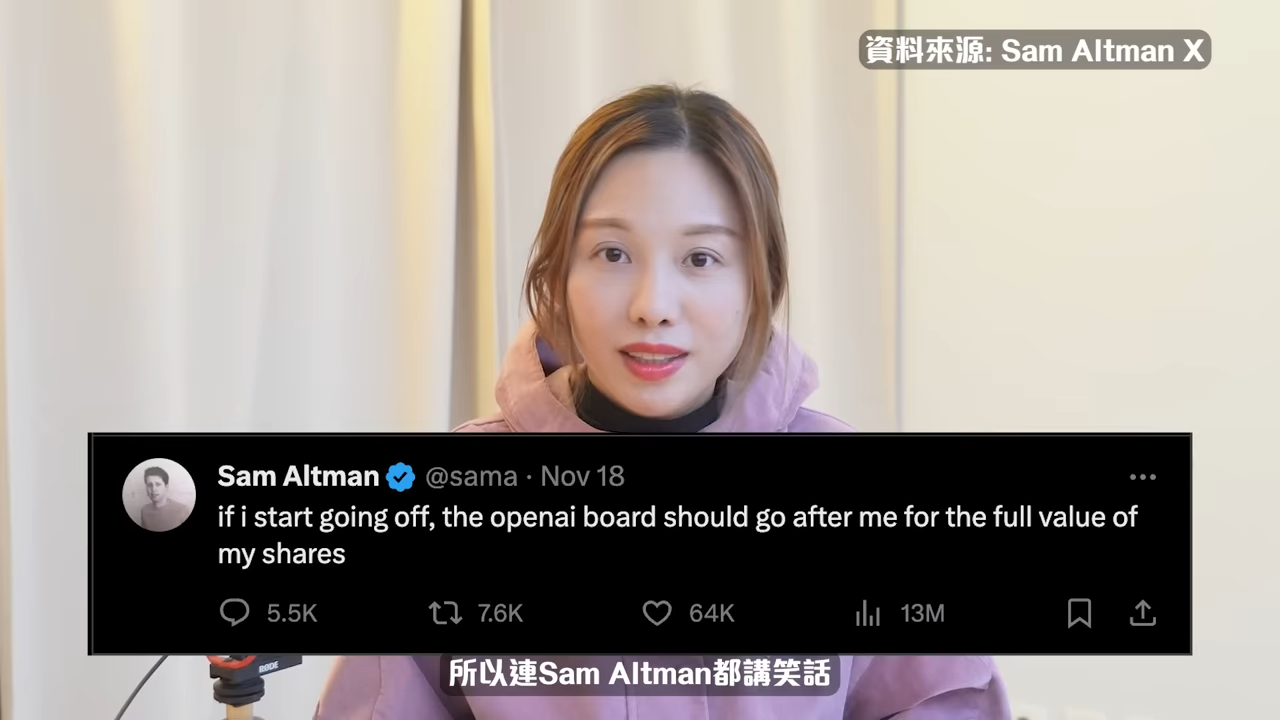 資料來源: Sam Altman X
Sam Altman @sama · Nov 18
if i start going off, the openai board should go after me for the full value of
my shares
5.5K 7.6K 64K 13M
RODE
所以連Sam Altman都講笑話